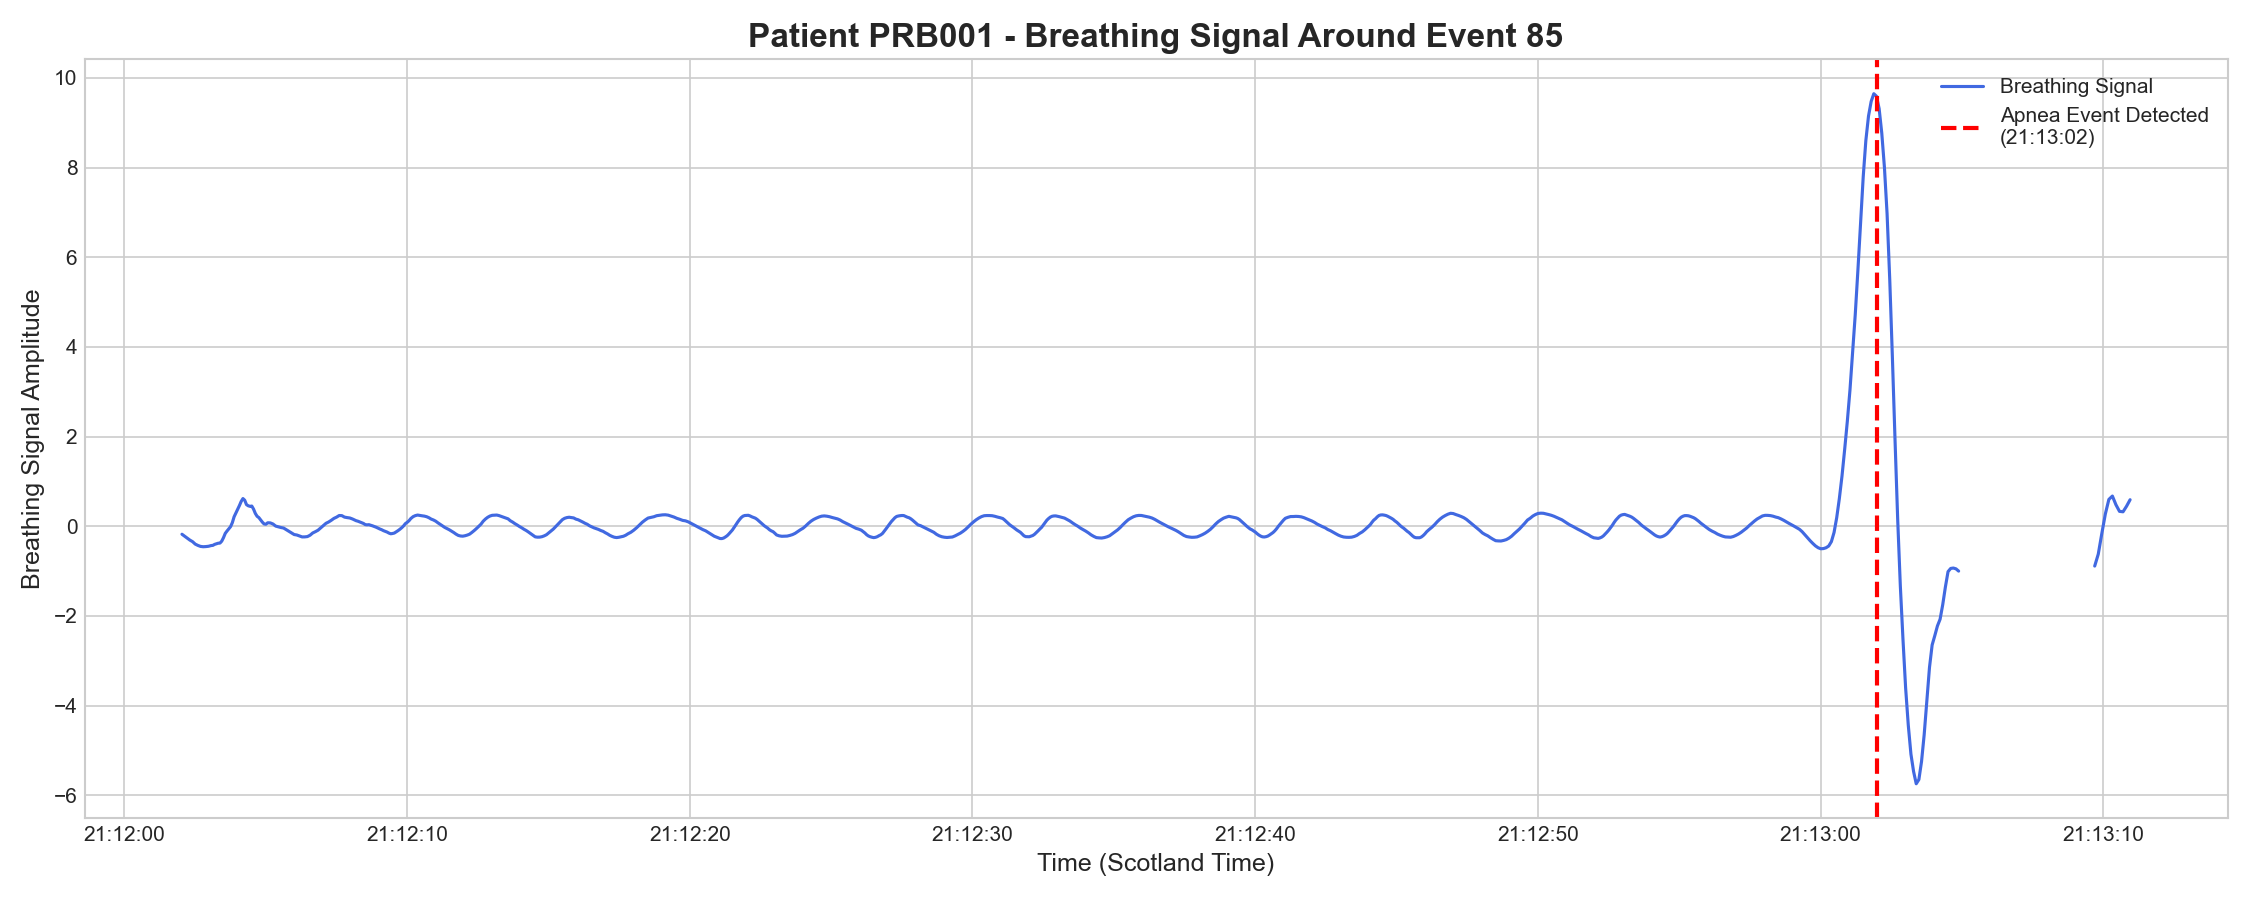 Patient PRB001 - Breathing Signal Around Event 85
Breathing Signal
Apnea Event Detected
(21:13:02)
Breathing Signal Amplitude
10
8
6
4
2
0
−2
−4
−6
21:12:00 21:12:10 21:12:20 21:12:30 21:12:40 21:12:50 21:13:00 21:13:10
Time (Scotland Time)